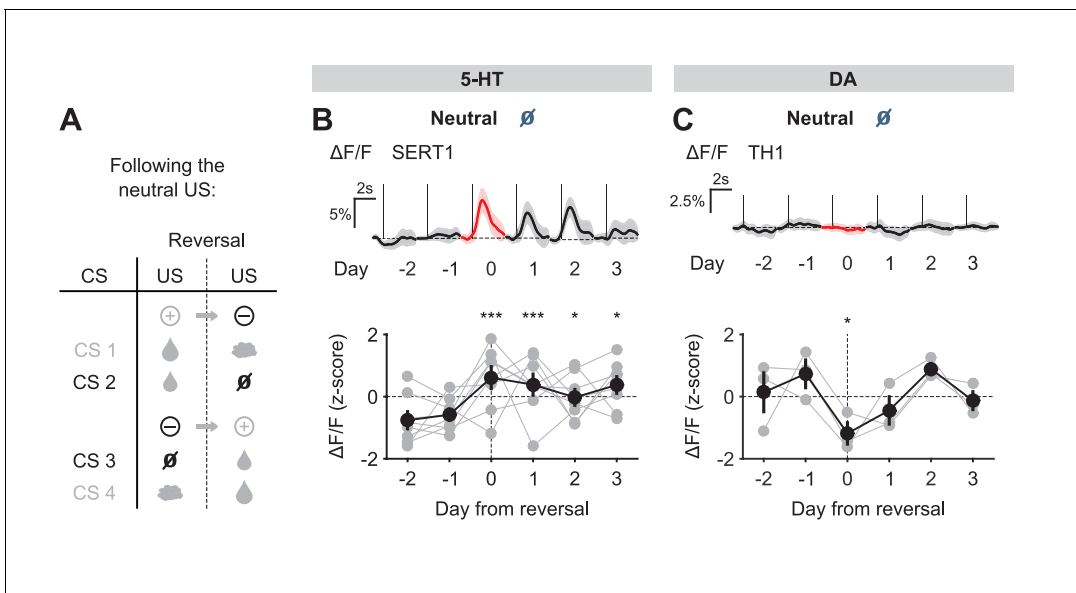 5-HT
DA
A
B
C
Neutral Ø
Neutral Ø
Following the
neutral US:
ΔF/F SERT1
2s
5%
Day -2 -1 0 1 2 3
ΔF/F TH1
2s
2.5%
Day -2 -1 0 1 2 3
Reversal
CS US US
+ −
CS 1
CS 2 Ø
− +
CS 3 Ø
CS 4
*** *** * *
ΔF/F (z-score)
2
0
-2
-2 -1 0 1 2 3
Day from reversal
*
ΔF/F (z-score)
2
0
-2
-2 -1 0 1 2 3
Day from reversal